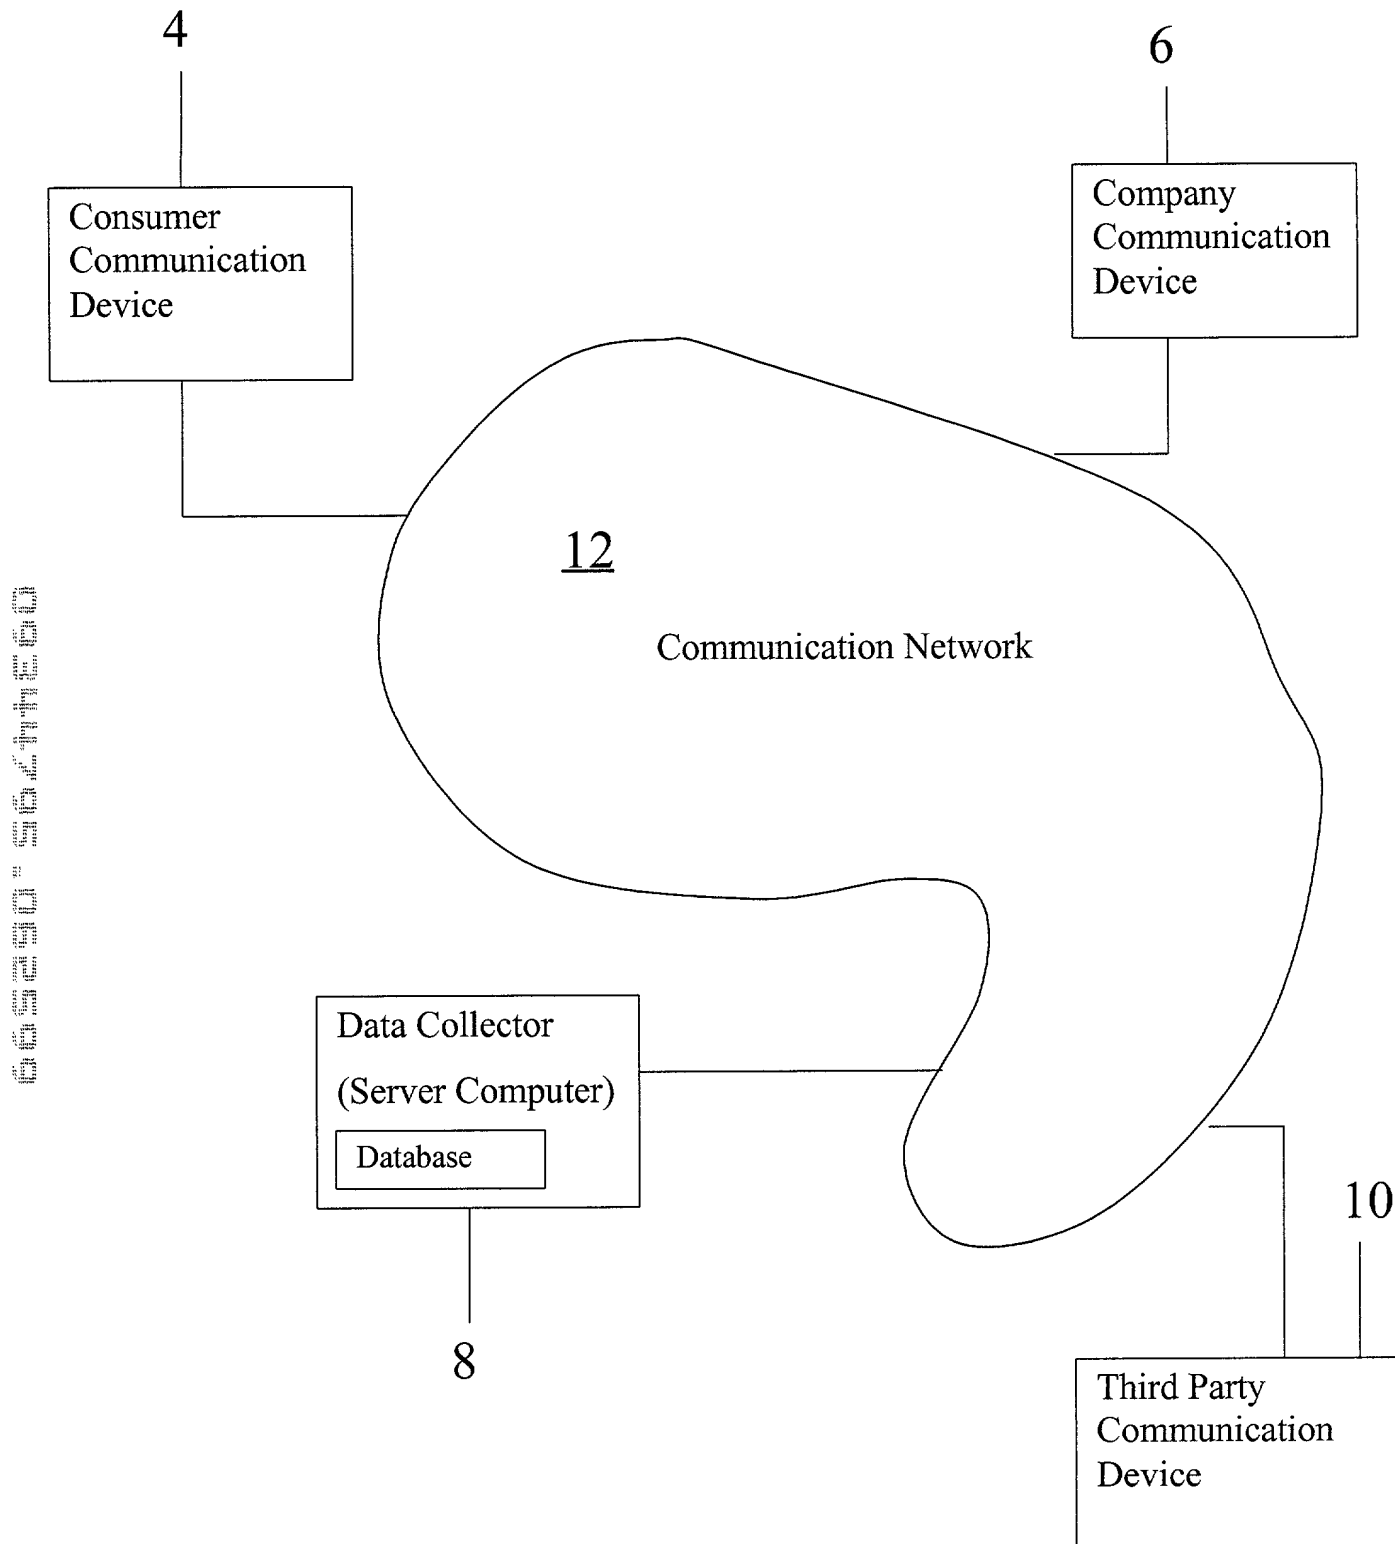 4
6
Consumer
Communication
Device
Company
Communication
Device
12
Communication Network
Data Collector
(Server Computer)
Database
8
10
Third Party
Communication
Device